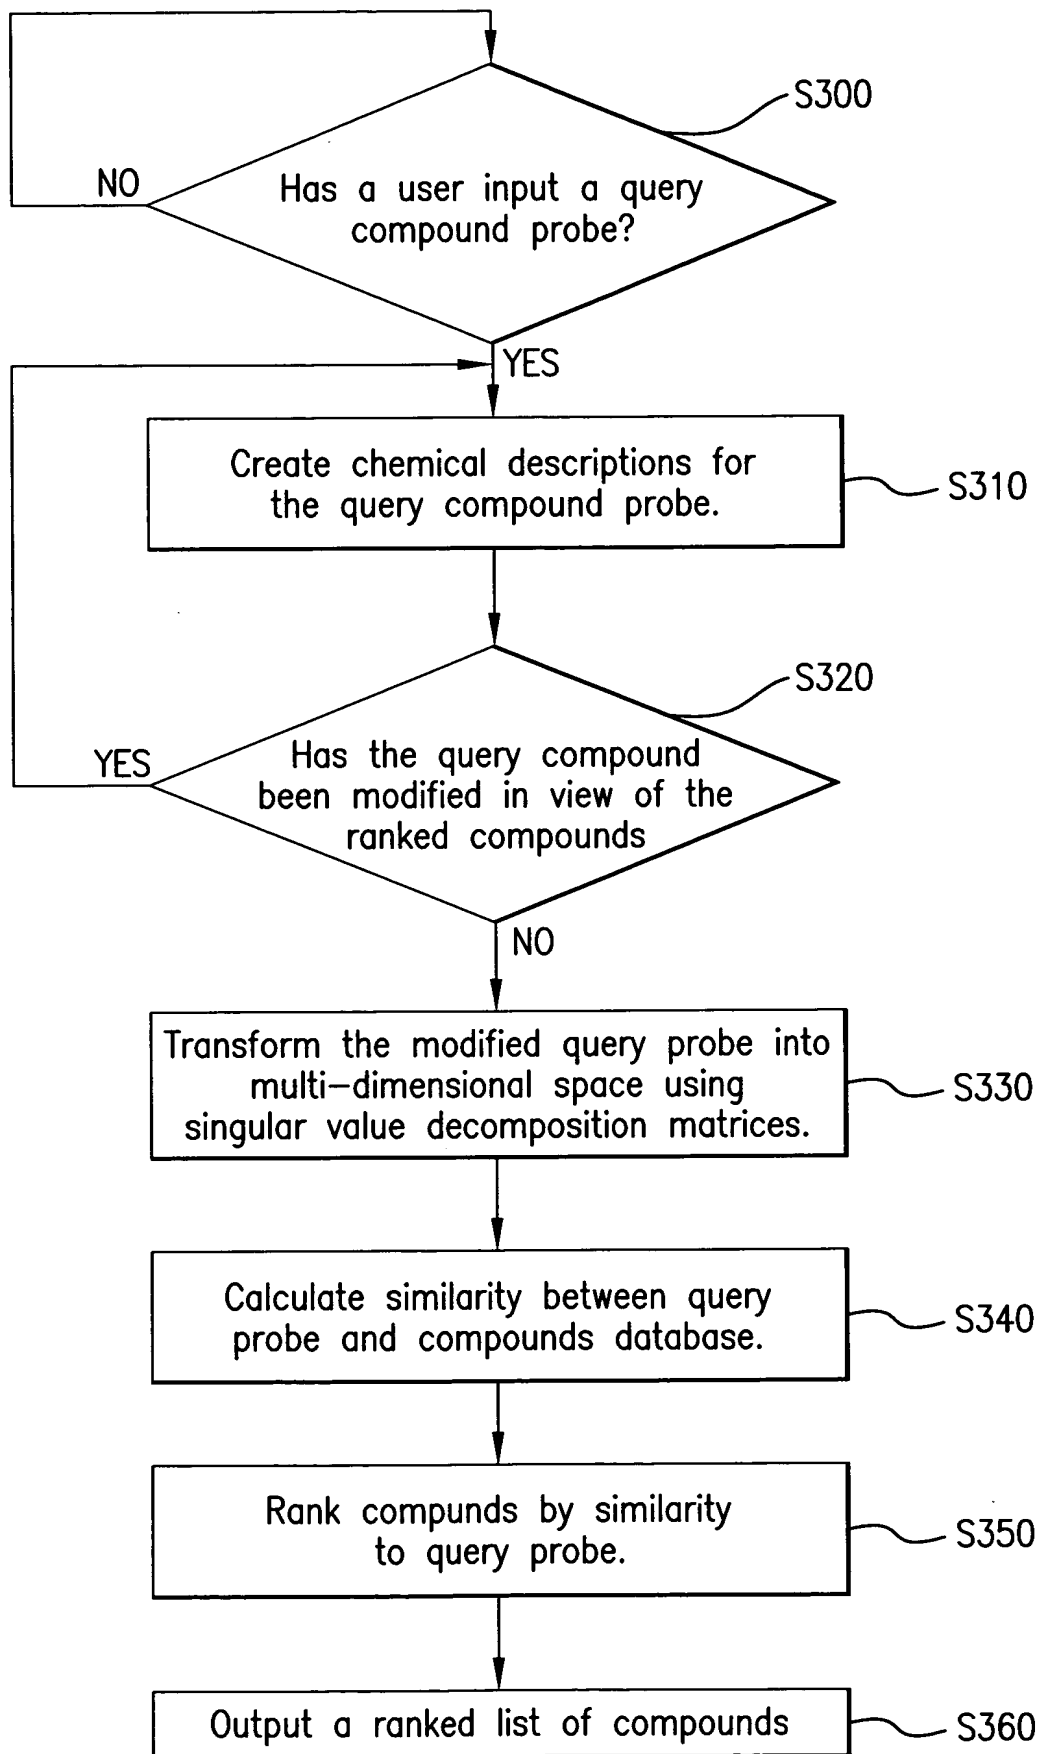 S300
NO
Has a user input a query
compound probe?
YES
Create chemical descriptions for
the query compound probe.
S310
S320
YES
Has the query compound
been modified in view of the
ranked compounds
NO
Transform the modified query probe into
multi-dimensional space using
singular value decomposition matrices.
S330
Calculate similarity between query
probe and compounds database.
S340
Rank compunds by similarity
to query probe.
S350
Output a ranked list of compounds
S360